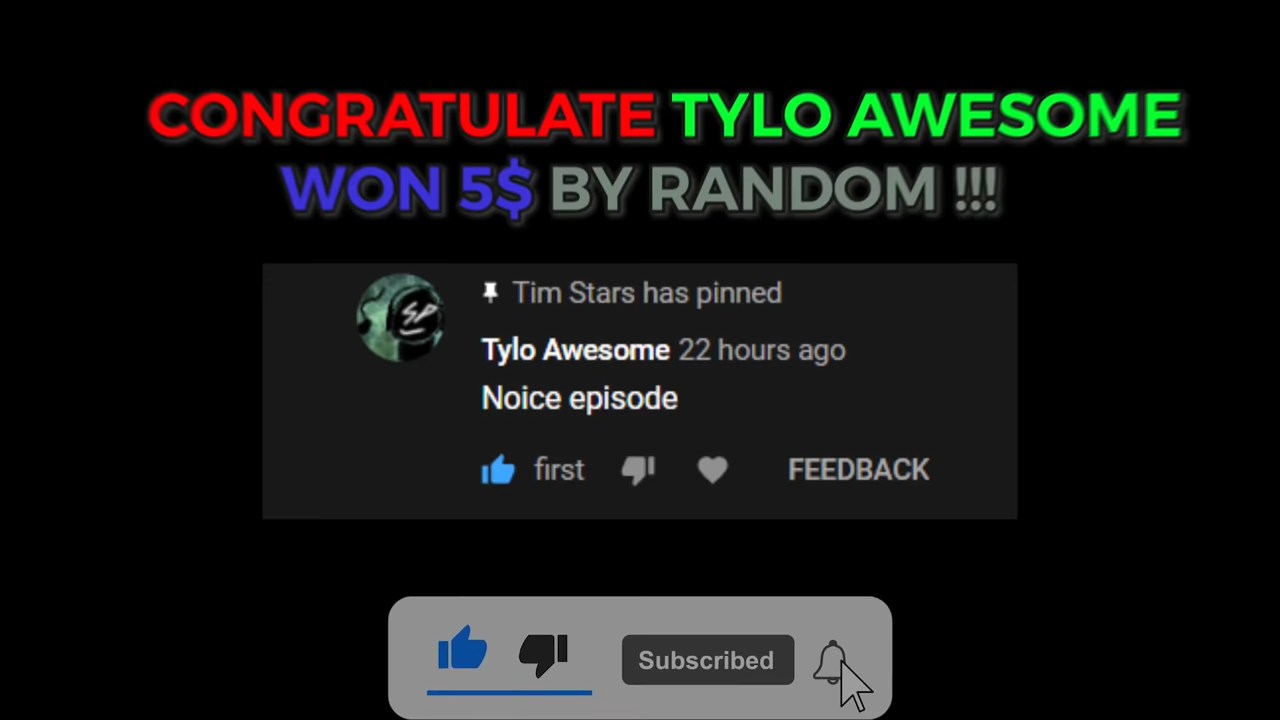 CONGRATULATE TYLO AWESOME
WON 5$ BY RANDOM !!!
Tim Stars has pinned
Tylo Awesome 22 hours ago
Noice episode
first FEEDBACK
Subscribed